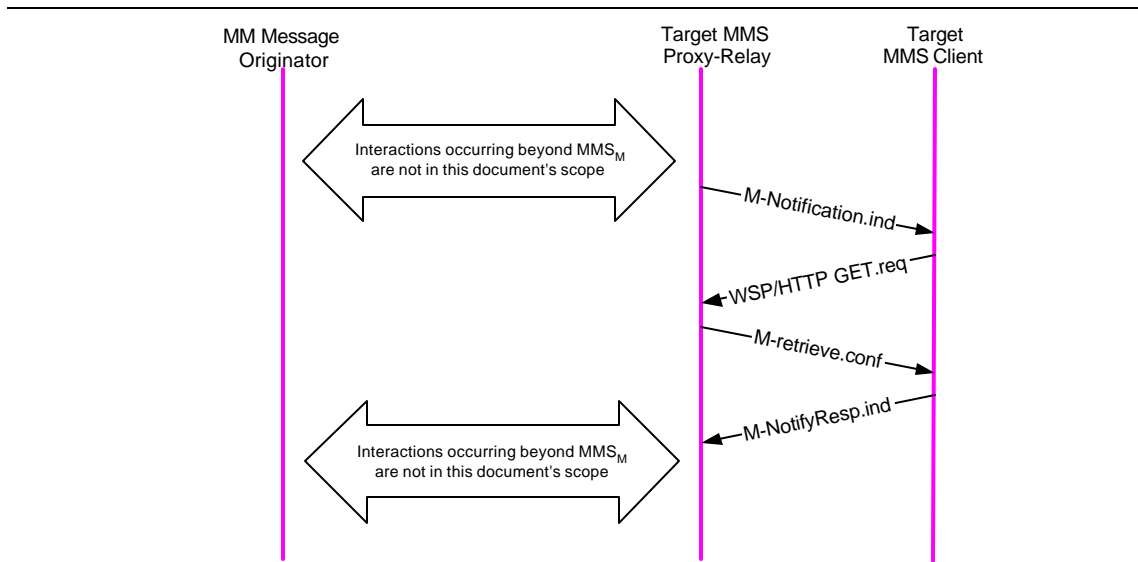 MM Message
Originator
Target MMS
Proxy-Relay
Target
MMS Client
Interactions occurring beyond MMS_M
are not in this document's scope
M-Notification.ind
WSP/HTTP GET.req
M-retrieve.conf
M-NotifyResp.ind
Interactions occurring beyond MMS_M
are not in this document's scope